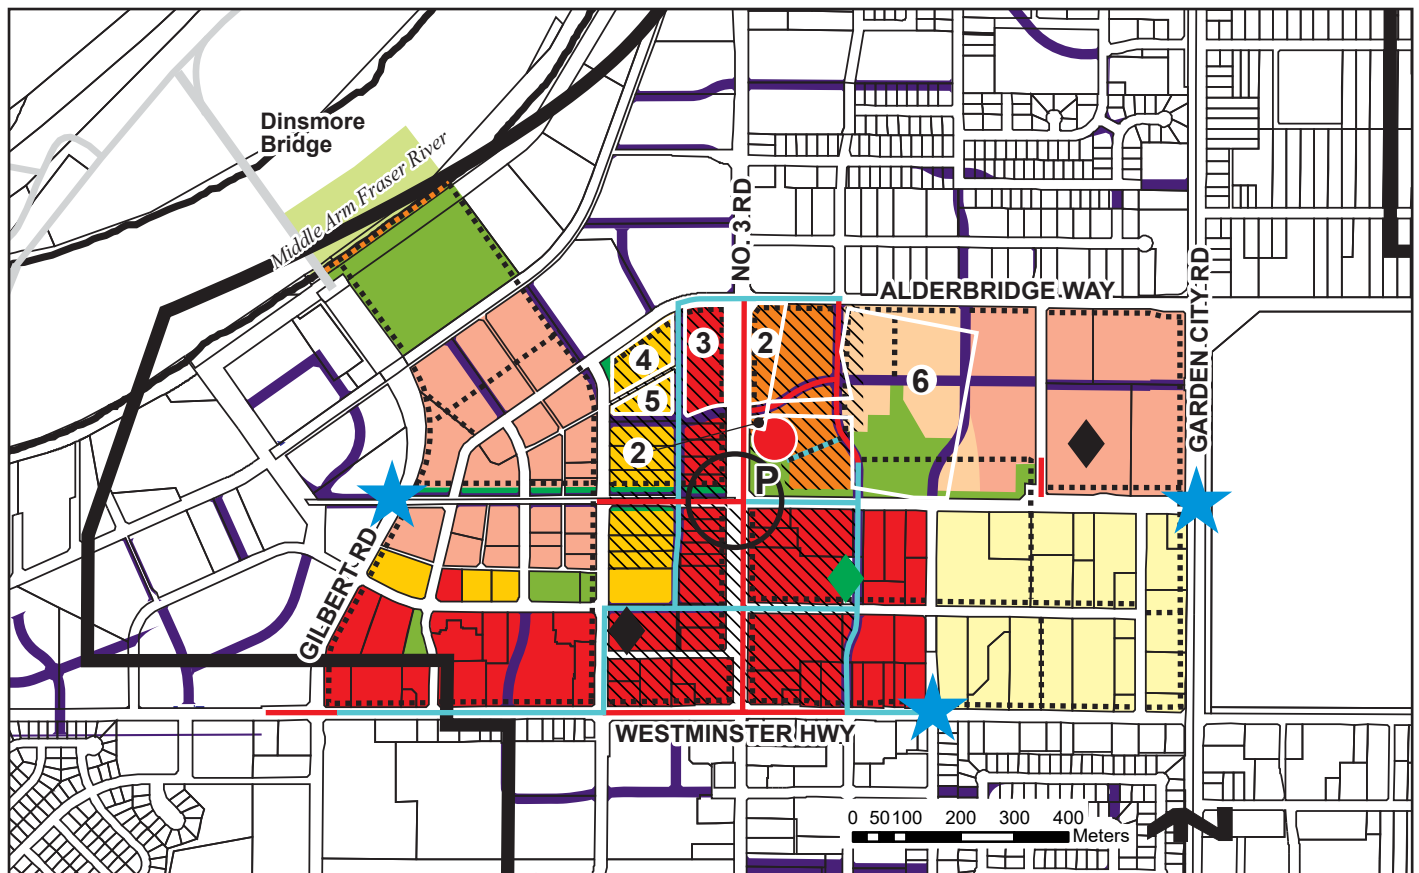 Dinsmore
Bridge
Middle Arm Fraser River
NO. 3 RD
ALDERBRIDGE WAY
GARDEN CITY RD
4
3
2
5
6
2
P
GILBERT RD
WESTMINSTER HWY
0 50 100 200 300 400
Meters